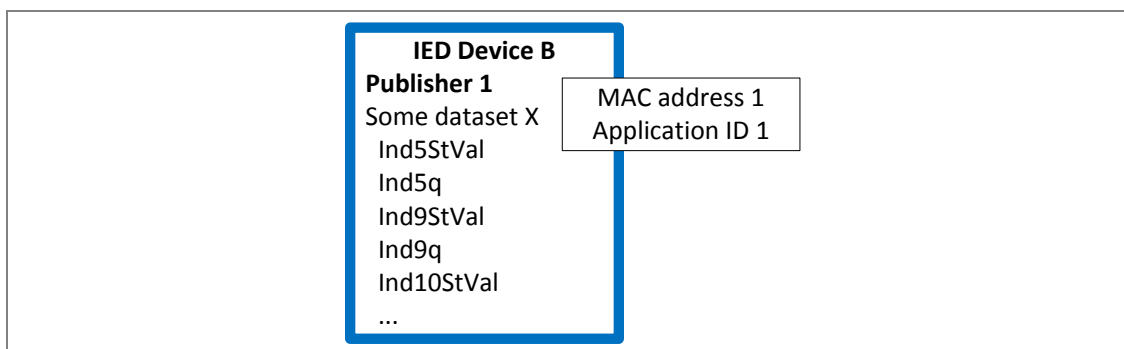 IED Device B
Publisher 1
Some dataset X
Ind5StVal
Ind5q
Ind9StVal
Ind9q
Ind10StVal
...
MAC address 1
Application ID 1